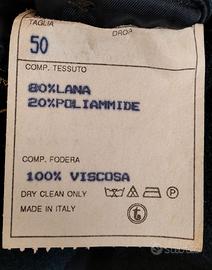 TAGLIA DROP
50
COMP. TESSUTO
80%LANA
20%POLIAMMIDE
COMP. FODERA
100% VISCOSA
DRY CLEAN ONLY P
MADE IN ITALY